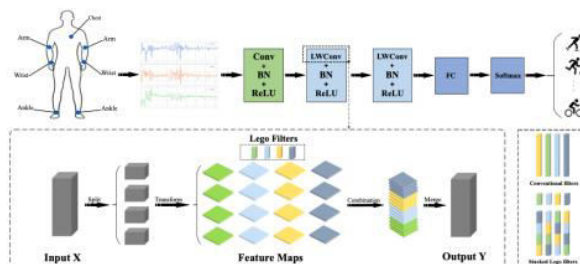 Chest
Arm
Arm
Wrist
Wrist
Ankle
Ankle
Conv
+
BN
+
ReLU
LWConv
+
BN
+
ReLU
LWConv
+
BN
+
ReLU
FC
Softmax
Lego Filters
Split
Transform
Combination
Merge
Input X
Feature Maps
Output Y
Conventional filters
Stacked Lego filters